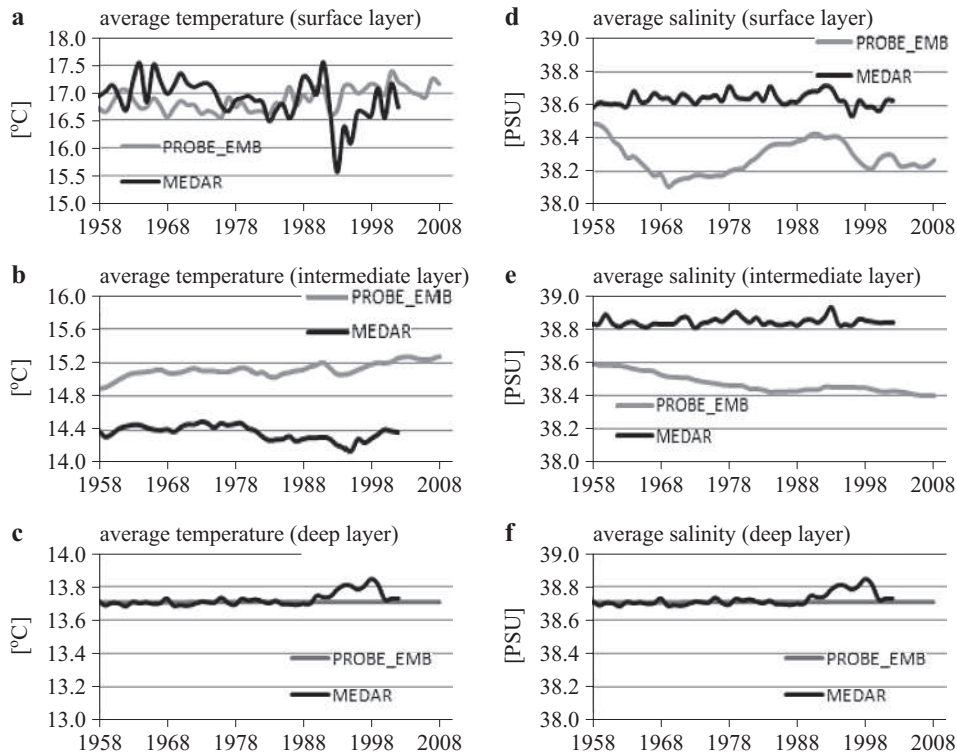 a average temperature (surface layer)
[ºC]
18.0
17.5
17.0
16.5
16.0
15.5
15.0
PROBE_EMB
MEDAR
1958 1968 1978 1988 1998 2008
d average salinity (surface layer)
[PSU]
39.0
38.8
38.6
38.4
38.2
38.0
PROBE_EMB
MEDAR
1958 1968 1978 1988 1998 2008
b average temperature (intermediate layer)
[ºC]
16.0
15.6
15.2
14.8
14.4
14.0
PROBE_EMB
MEDAR
1958 1968 1978 1988 1998 2008
e average salinity (intermediate layer)
[PSU]
39.0
38.8
38.6
38.4
38.2
38.0
PROBE_EMB
MEDAR
1958 1968 1978 1988 1998 2008
c average temperature (deep layer)
[ºC]
14.0
13.8
13.6
13.4
13.2
13.0
PROBE_EMB
MEDAR
1958 1968 1978 1988 1998 2008
f average salinity (deep layer)
[PSU]
39.0
38.8
38.6
38.4
38.2
38.0
PROBE_EMB
MEDAR
1958 1968 1978 1988 1998 2008